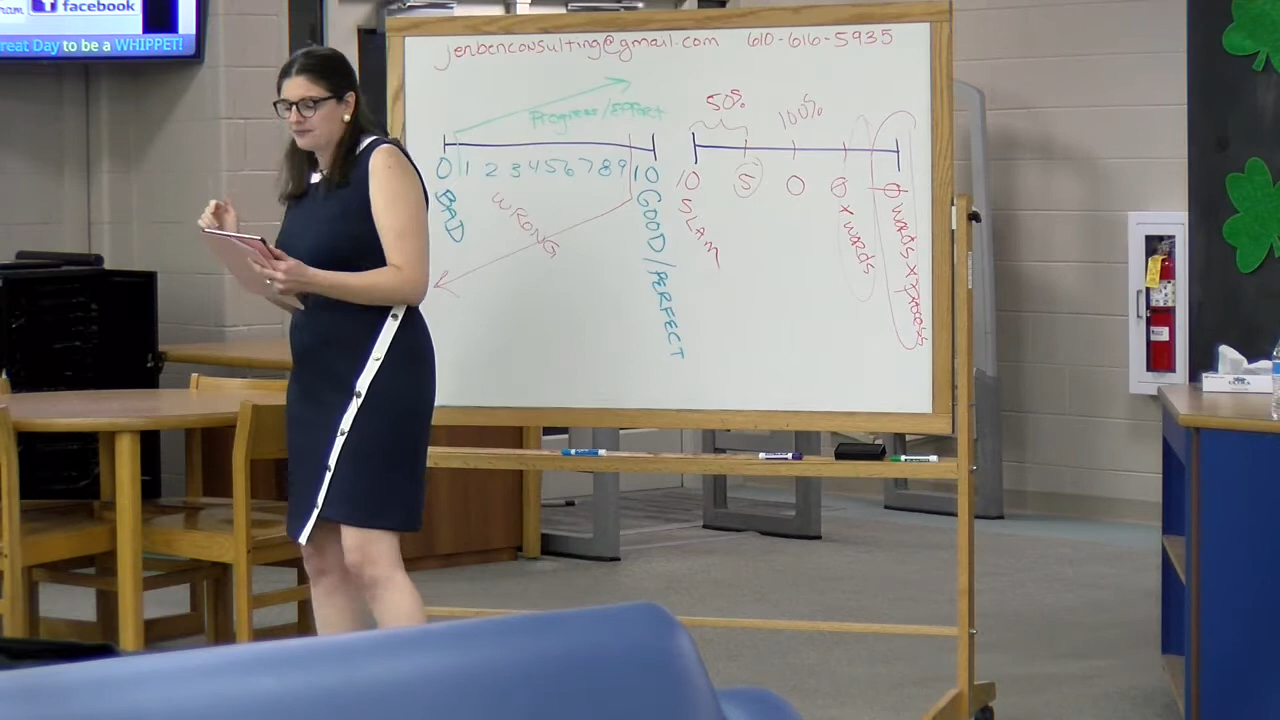 ram facebook
reat Day to be a WHIPPET!
jenbenconsulting@gmail.com 610-616-5935
Progress/Effort
0 1 2 3 4 5 6 7 8 9 10
BAD
WRONG
GOOD/PERFECT
50% 100%
10 5 0 0 0
SLAM
x words
words x process